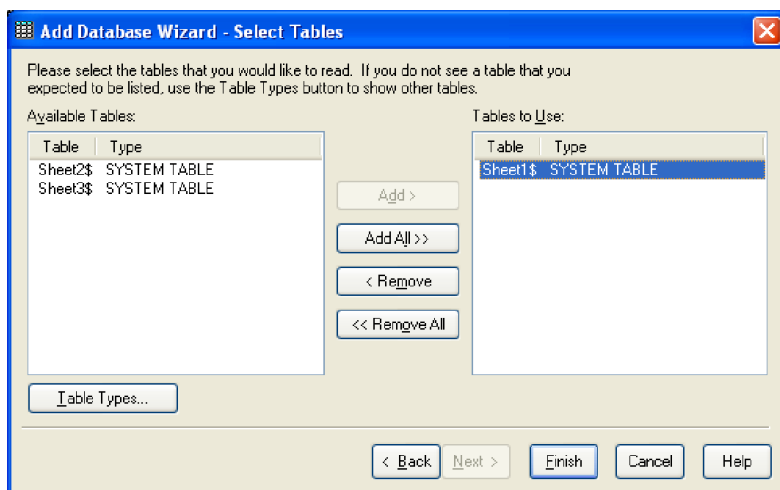 Add Database Wizard - Select Tables
Please select the tables that you would like to read. If you do not see a table that you
expected to be listed, use the Table Types button to show other tables.
Available Tables:
Table Type
Sheet2$ SYSTEM TABLE
Sheet3$ SYSTEM TABLE
Add >
Add All >>
< Remove
<< Remove All
Tables to Use:
Table Type
Sheet1$ SYSTEM TABLE
Table Types...
< Back
Next >
Finish
Cancel
Help